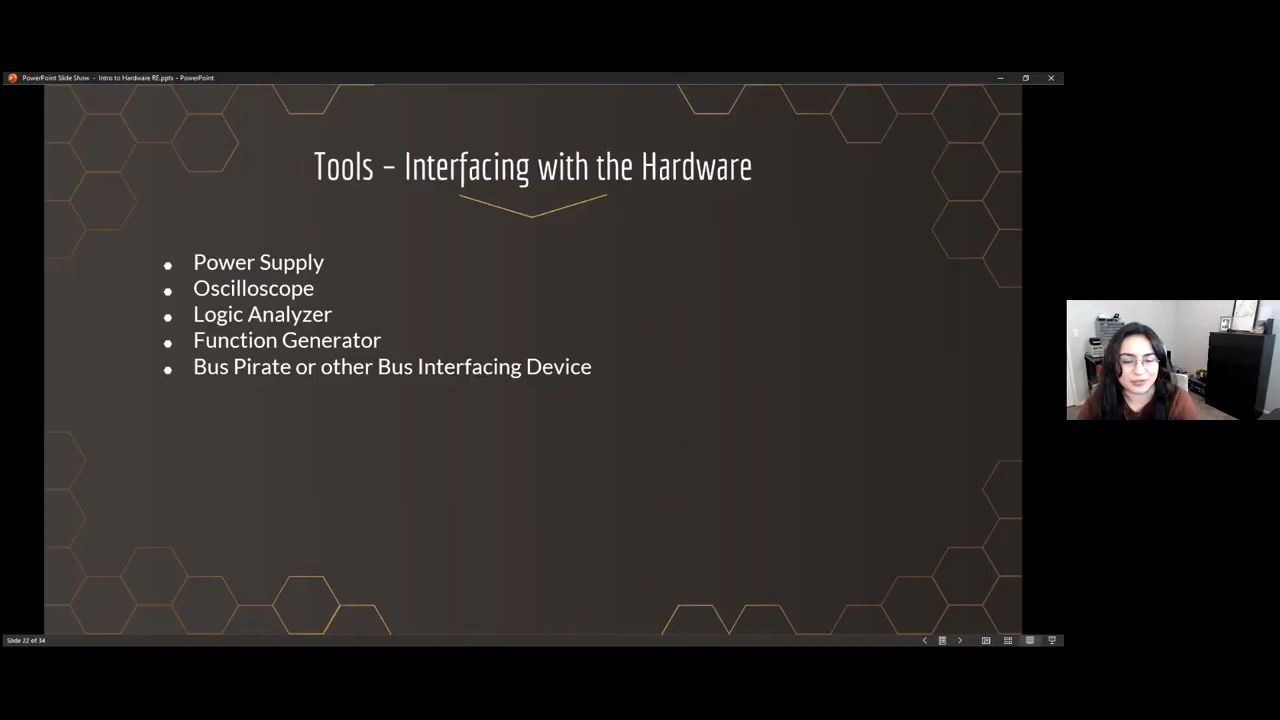 PowerPoint Slide Show - Intro to Hardware RE.ppts - PowerPoint
Tools – Interfacing with the Hardware
Power Supply
Oscilloscope
Logic Analyzer
Function Generator
Bus Pirate or other Bus Interfacing Device
Slide 22 of 34